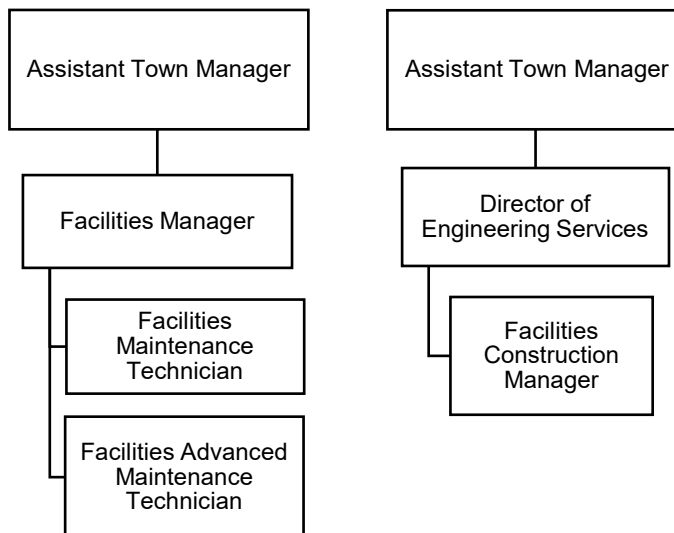 Assistant Town Manager
Facilities Manager
Facilities
Maintenance
Technician
Facilities Advanced
Maintenance
Technician
Assistant Town Manager
Director of
Engineering Services
Facilities
Construction
Manager